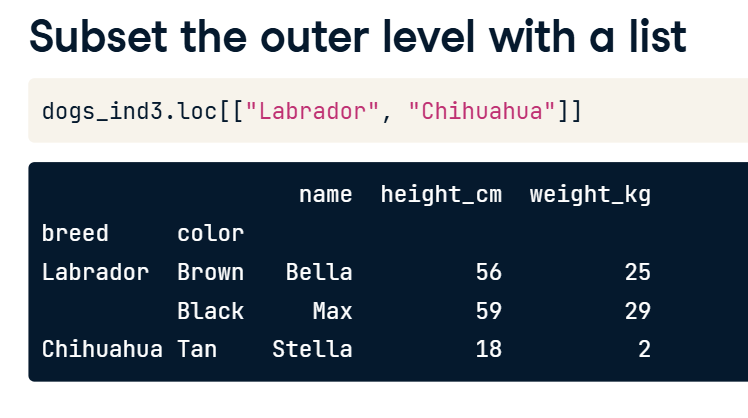 Subset the outer level with a list
dogs_ind3.loc[["Labrador", "Chihuahua"]]
name height_cm weight_kg
breed color
Labrador Brown Bella 56 25
Black Max 59 29
Chihuahua Tan Stella 18 2